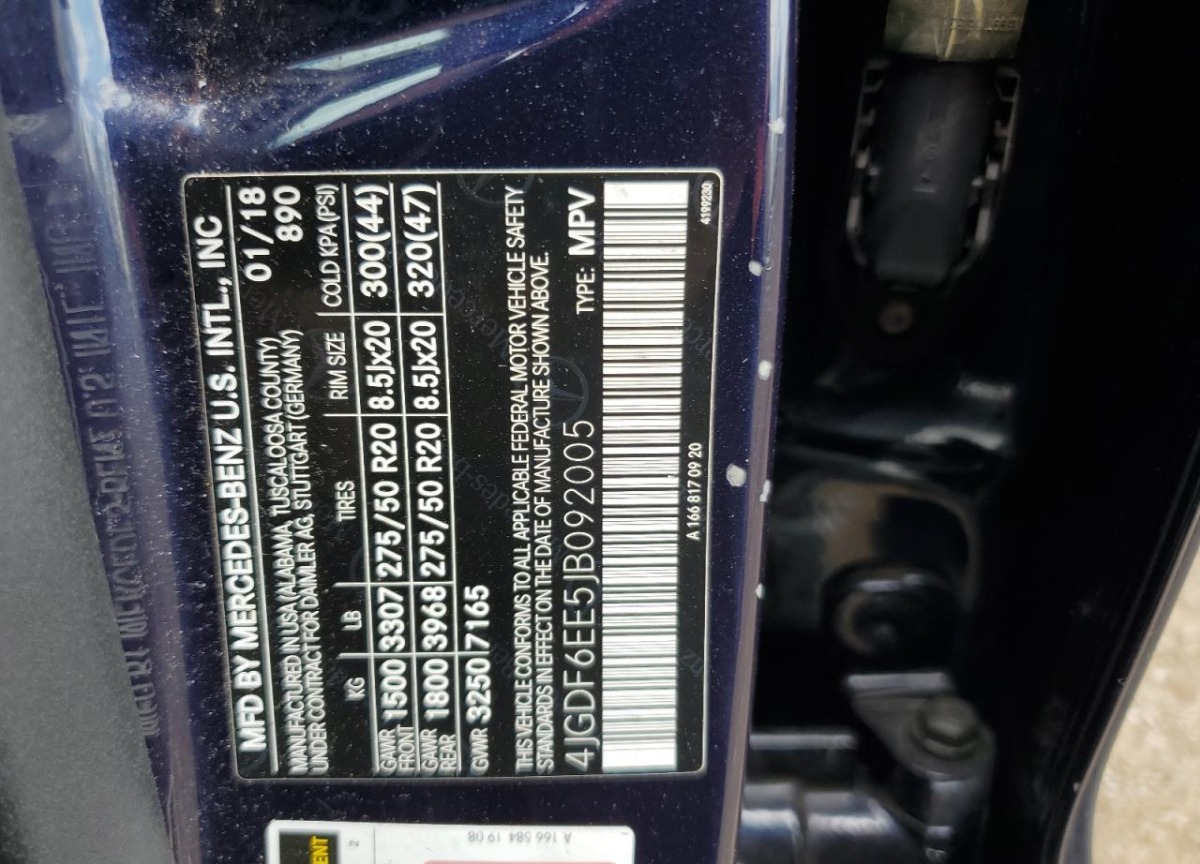 MFD BY MERCEDES-BENZ U.S. INTL., INC
MANUFACTURED IN USA (ALABAMA, TUSCALOOSA COUNTY) 01/18
UNDER CONTRACT FOR DAIMLER AG, STUTTGART (GERMANY) 890
KG LB TIRES RIM SIZE COLD KPA (PSI)
GAWR FRONT 1500 3307 275/50 R20 8.5Jx20 300(44)
GAWR REAR 1800 3968 275/50 R20 8.5Jx20 320(47)
GVWR 3250 7165
THIS VEHICLE CONFORMS TO ALL APPLICABLE FEDERAL MOTOR VEHICLE SAFETY
STANDARDS IN EFFECT ON THE DATE OF MANUFACTURE SHOWN ABOVE.
4JGDF6EE5JB092005 TYPE: MPV
A 166 817 09 20 4199230
A 166 584 19 08
2